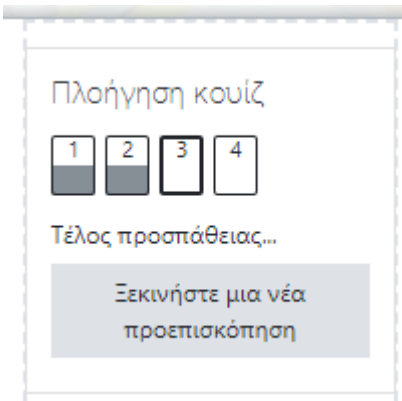 Πλοήγηση κουίζ
1 2 3 4
Τέλος προσπάθειας...
Ξεκινήστε μια νέα
προεπισκόπηση